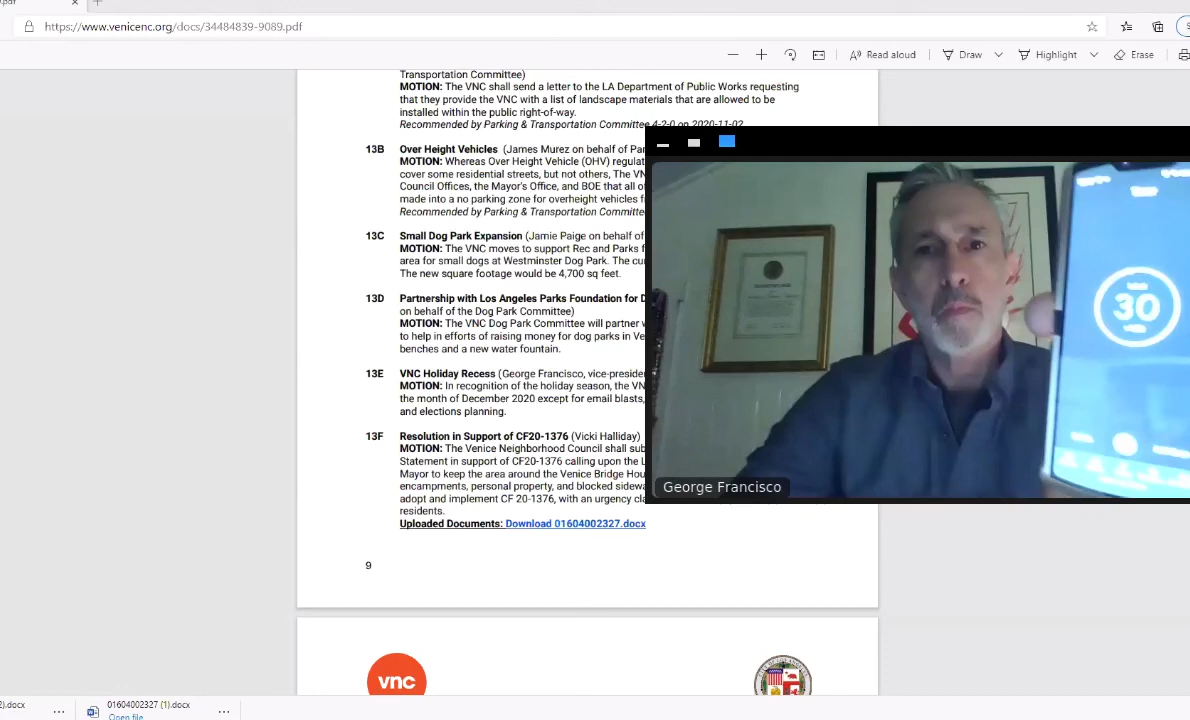 .pdf
https://www.venicenc.org/docs/34484839-9089.pdf
Read aloud
Draw
Highlight
Erase
Transportation Committee)
MOTION: The VNC shall send a letter to the LA Department of Public Works requesting
that they provide the VNC with a list of landscape materials that are allowed to be
installed within the public right-of-way.
Recommended by Parking & Transportation Committee 4-2-0 on 2020-11-02
13B Over Height Vehicles (James Murez on behalf of Par
MOTION: Whereas Over Height Vehicle (OHV) regulat
cover some residential streets, but not others, The VN
Council Offices, the Mayor's Office, and BOE that all of
made into a no parking zone for overheight vehicles f
Recommended by Parking & Transportation Committe
13C Small Dog Park Expansion (Jamie Paige on behalf of
MOTION: The VNC moves to support Rec and Parks f
area for small dogs at Westminster Dog Park. The cu
The new square footage would be 4,700 sq feet.
13D Partnership with Los Angeles Parks Foundation for D
on behalf of the Dog Park Committee)
MOTION: The VNC Dog Park Committee will partner w
to help in efforts of raising money for dog parks in Ve
benches and a new water fountain.
13E VNC Holiday Recess (George Francisco, vice-preside
MOTION: In recognition of the holiday season, the VN
the month of December 2020 except for email blasts,
and elections planning.
13F Resolution in Support of CF20-1376 (Vicki Halliday)
MOTION: The Venice Neighborhood Council shall sub
Statement in support of CF20-1376 calling upon the L
Mayor to keep the area around the Venice Bridge Hou
encampments, personal property, and blocked sidewa
adopt and implement CF 20-1376, with an urgency cla
residents.
Uploaded Documents: Download 01604002327.docx
9
30
George Francisco
vnc
2).docx
01604002327 (1).docx
Open file